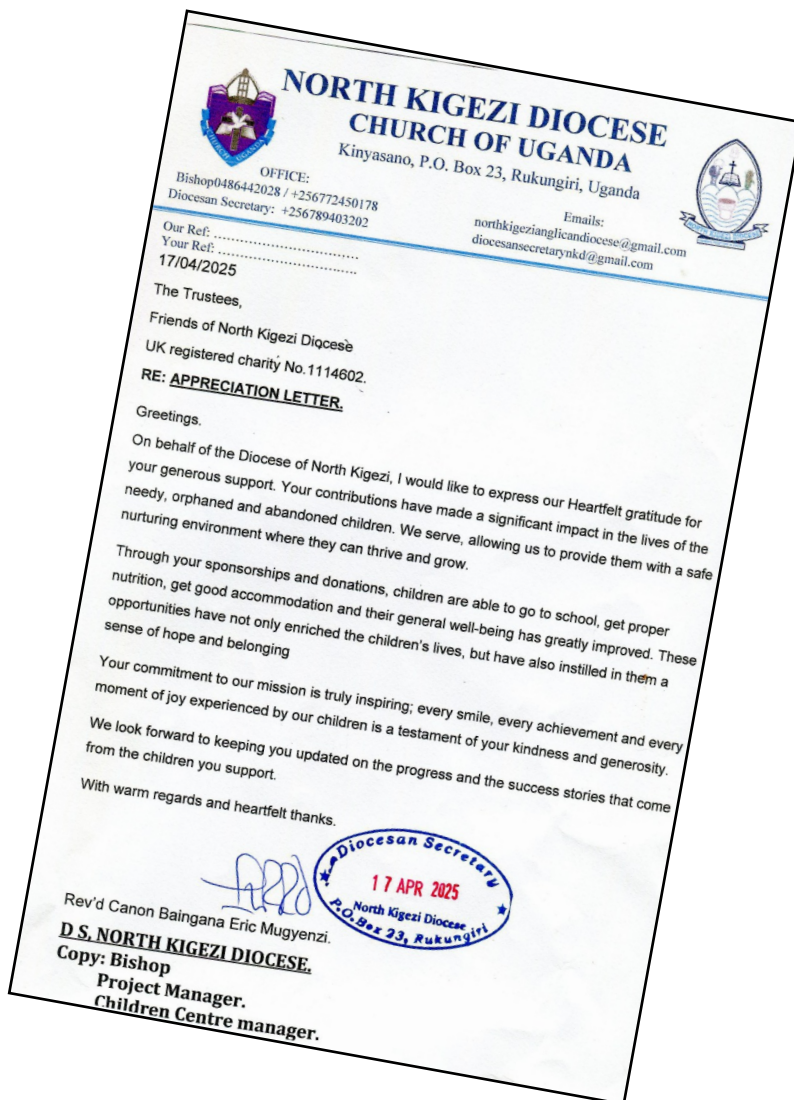 NORTH KIGEZI DIOCESE
CHURCH OF UGANDA
Kinyasano, P.O. Box 23, Rukungiri, Uganda
CHURCH UGANDA
NORTH KIGEZI DIOCESE
OFFICE:
Bishop0486442028 / +256772450178
Diocesan Secretary: +256789403202
Emails:
northkigezianglicandiocese@gmail.com
diocesansecretarynkd@gmail.com
Our Ref: ...................................
Your Ref: ..................................
17/04/2025
The Trustees,
Friends of North Kigezi Diocese
UK registered charity No.1114602.
RE: APPRECIATION LETTER.
Greetings.
On behalf of the Diocese of North Kigezi, I would like to express our Heartfelt gratitude for
your generous support. Your contributions have made a significant impact in the lives of the
needy, orphaned and abandoned children. We serve, allowing us to provide them with a safe
nurturing environment where they can thrive and grow.
Through your sponsorships and donations, children are able to go to school, get proper
nutrition, get good accommodation and their general well-being has greatly improved. These
opportunities have not only enriched the children's lives, but have also instilled in them a
sense of hope and belonging
Your commitment to our mission is truly inspiring; every smile, every achievement and every
moment of joy experienced by our children is a testament of your kindness and generosity.
We look forward to keeping you updated on the progress and the success stories that come
from the children you support.
With warm regards and heartfelt thanks.
Diocesan Secretary
17 APR 2025
North Kigezi Diocese
P.O. Box 23, Rukungiri
Rev'd Canon Baingana Eric Mugyenzi.
D S, NORTH KIGEZI DIOCESE.
Copy: Bishop
Project Manager.
Children Centre manager.